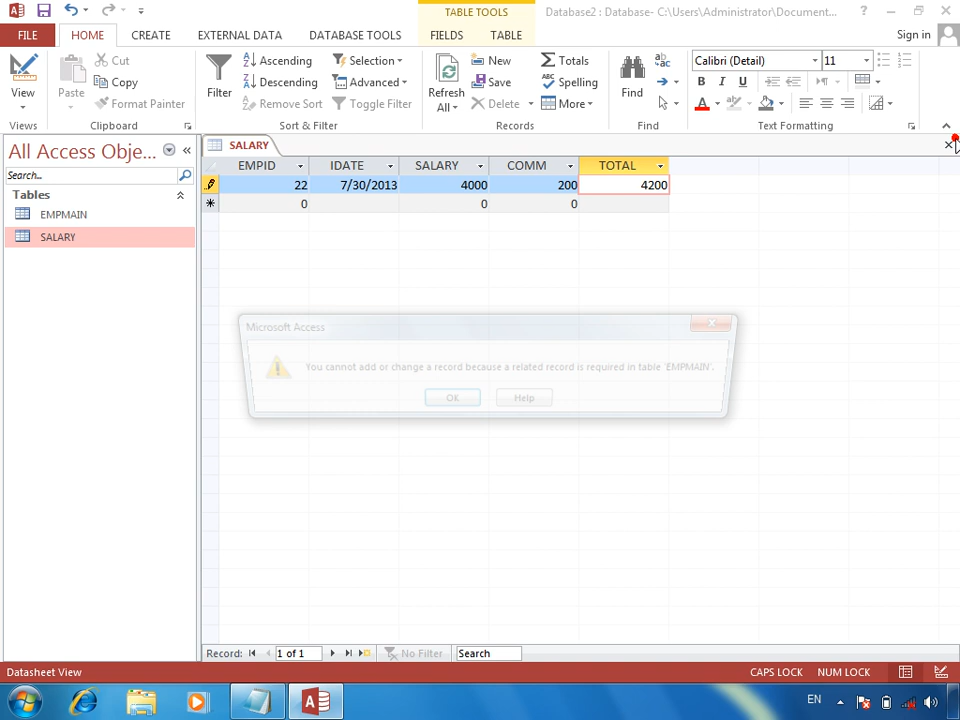 Database2 : Database- C:\Users\Administrator\Document...
TABLE TOOLS
?
Sign in
FILE
HOME
CREATE
EXTERNAL DATA
DATABASE TOOLS
FIELDS
TABLE
View
Views
Paste
Cut
Copy
Format Painter
Clipboard
Filter
Ascending
Descending
Remove Sort
Selection
Advanced
Toggle Filter
Sort & Filter
Refresh
All
New
Save
Delete
Totals
Spelling
More
Records
Find
Find
Calibri (Detail)
11
B I U
A
Text Formatting
All Access Obje...
Search...
Tables
EMPMAIN
SALARY
SALARY
EMPID IDATE SALARY COMM TOTAL
22 7/30/2013 4000 200 4200
0 0 0
Microsoft Access
You cannot add or change a record because a related record is required in table 'EMPMAIN'.
OK Help
Record: 1 of 1 No Filter Search
Datasheet View
CAPS LOCK NUM LOCK
EN